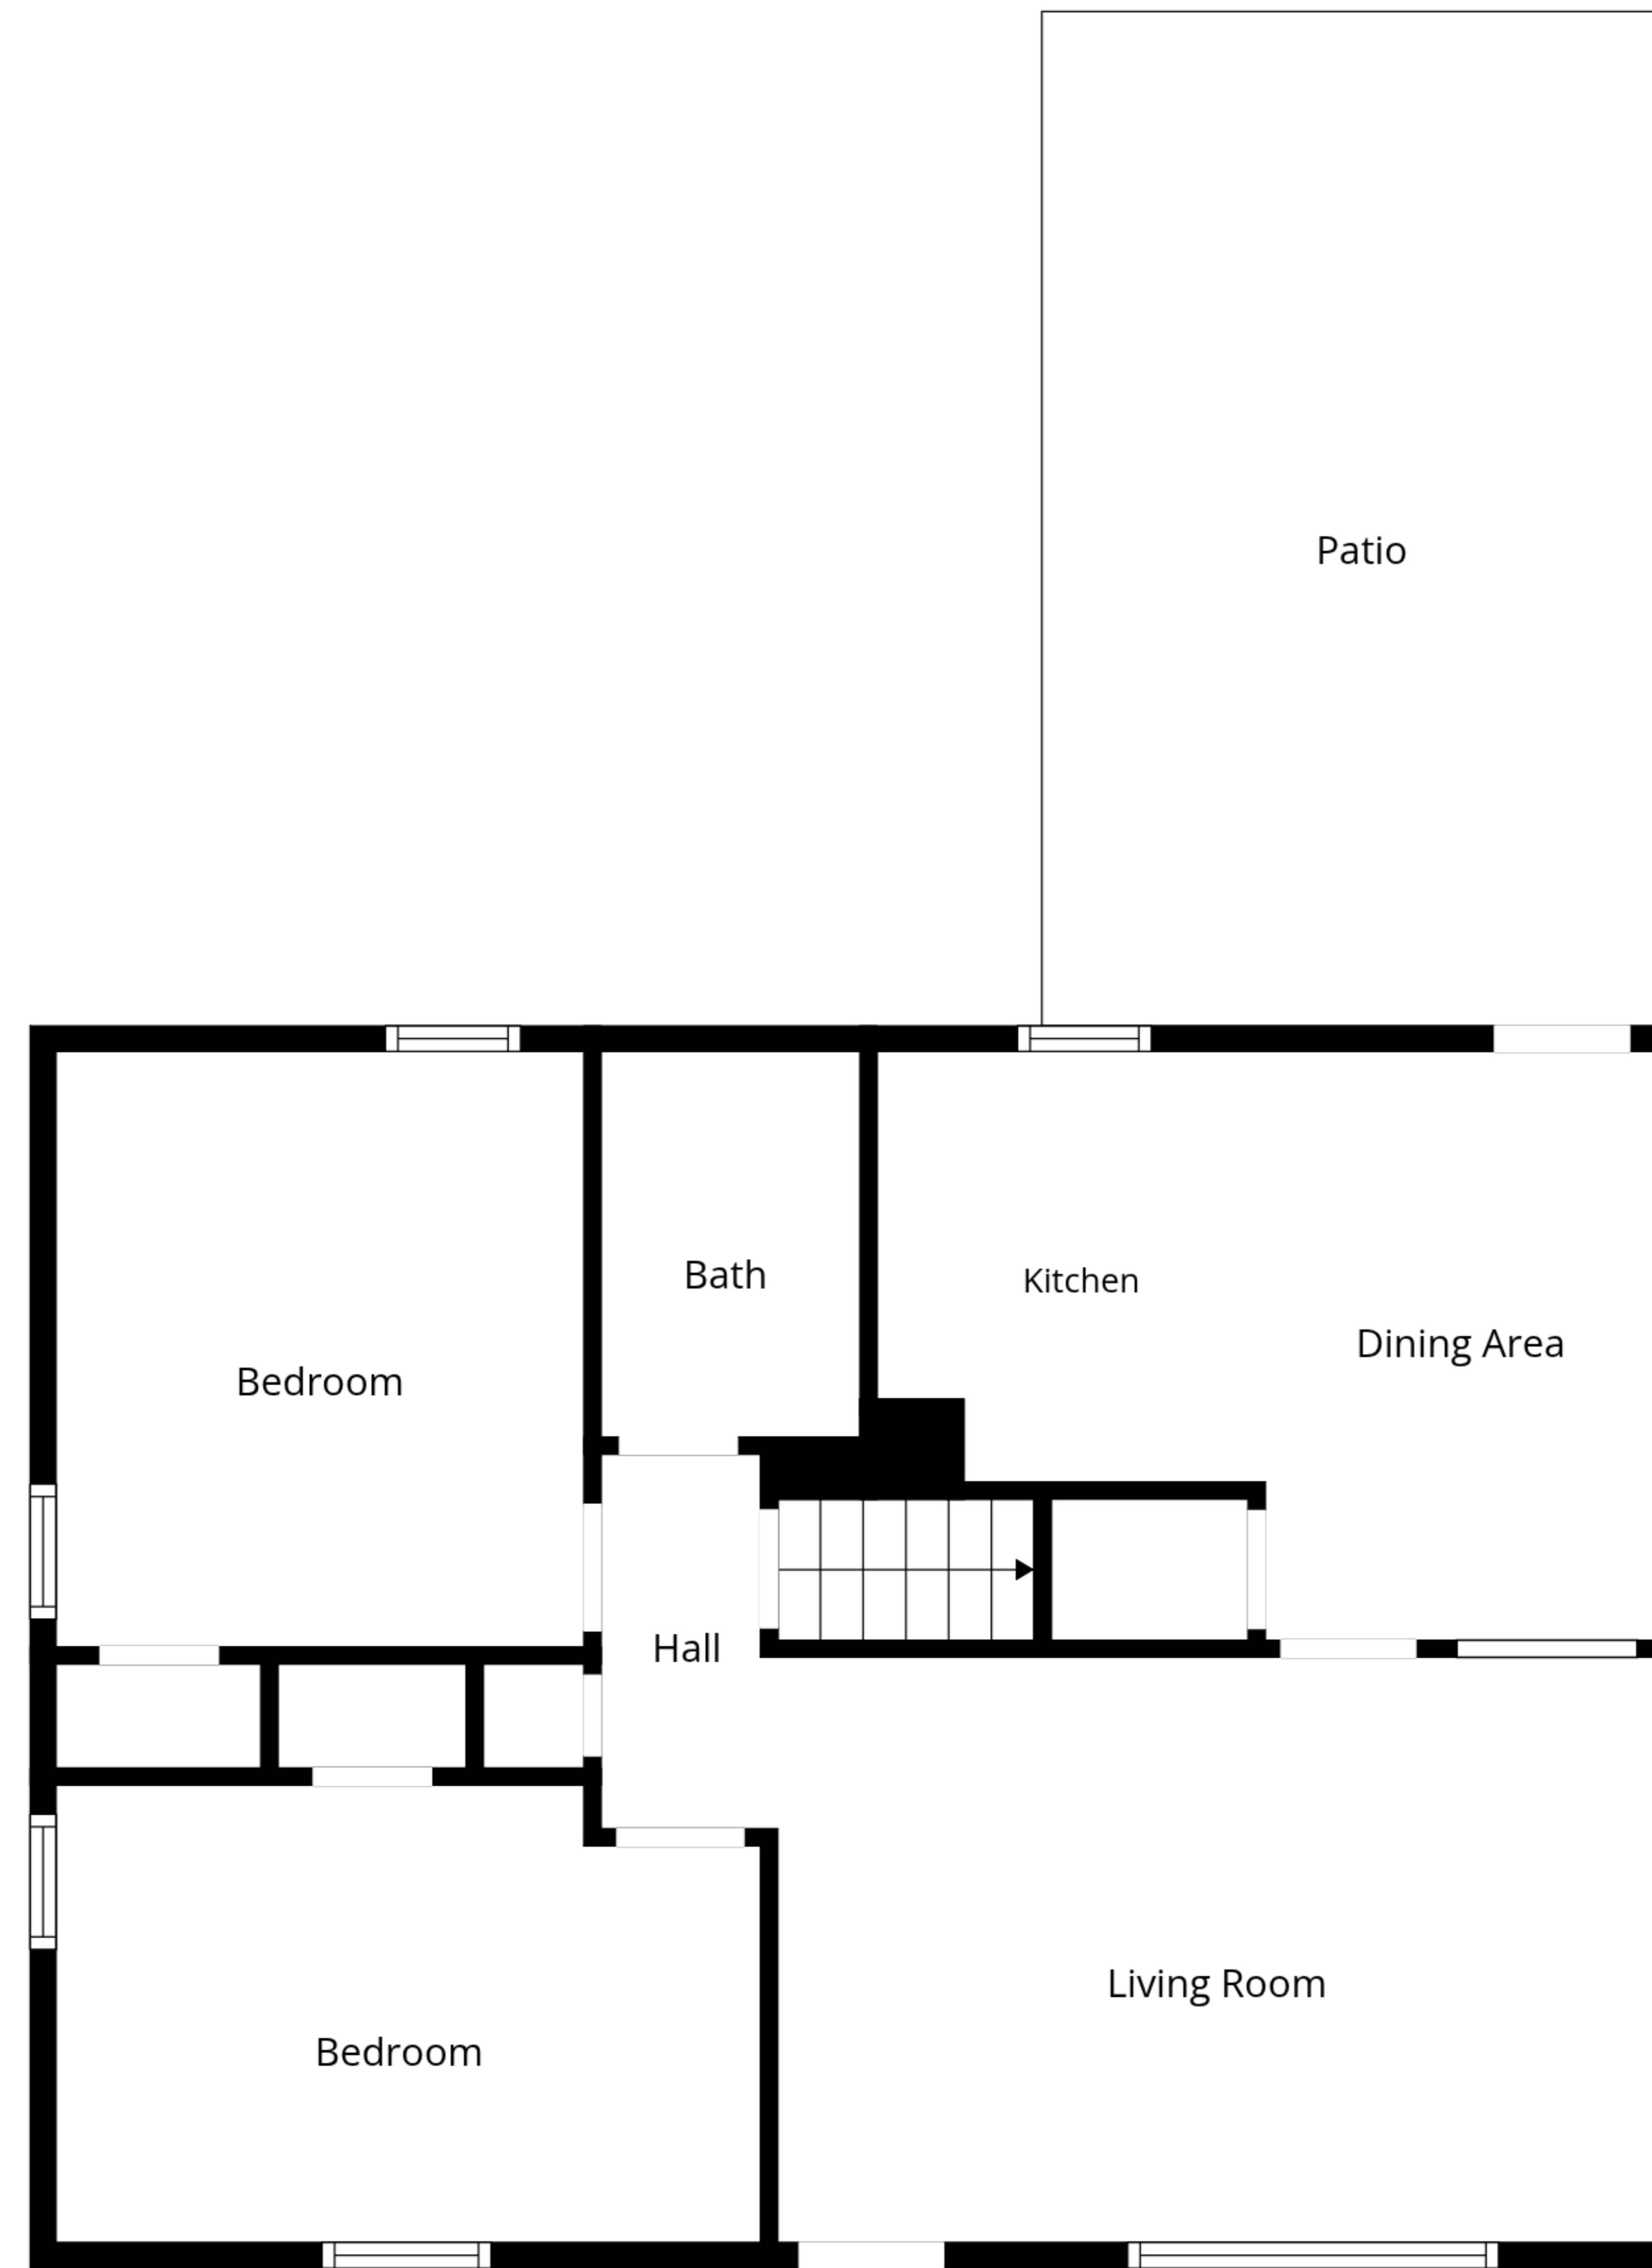 Patio
Bath
Kitchen
Dining Area
Bedroom
Hall
Living Room
Bedroom